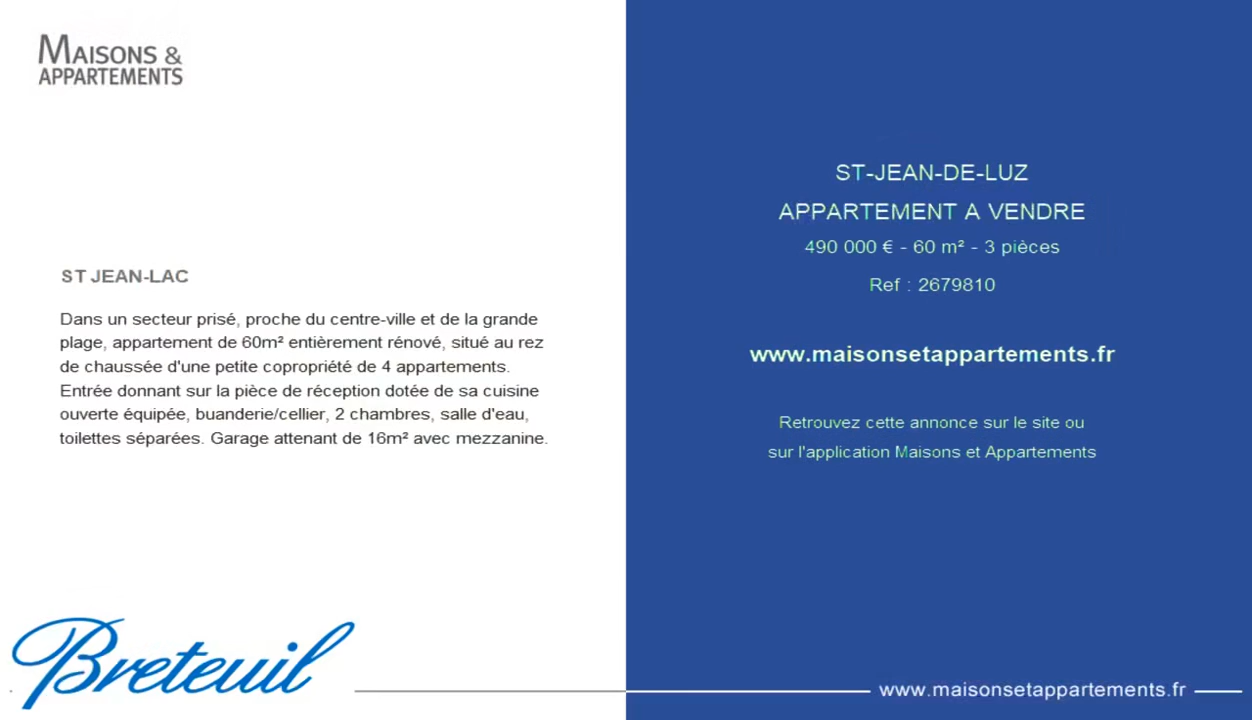 MAISONS &
APPARTEMENTS
ST JEAN-LAC
Dans un secteur prisé, proche du centre-ville et de la grande
plage, appartement de 60m² entièrement rénové, situé au rez
de chaussée d'une petite copropriété de 4 appartements.
Entrée donnant sur la pièce de réception dotée de sa cuisine
ouverte équipée, buanderie/cellier, 2 chambres, salle d'eau,
toilettes séparées. Garage attenant de 16m² avec mezzanine.
Breteuil
ST-JEAN-DE-LUZ
APPARTEMENT A VENDRE
490 000 € - 60 m² - 3 pièces
Ref : 2679810
www.maisonsetappartements.fr
Retrouvez cette annonce sur le site ou
sur l'application Maisons et Appartements
www.maisonsetappartements.fr